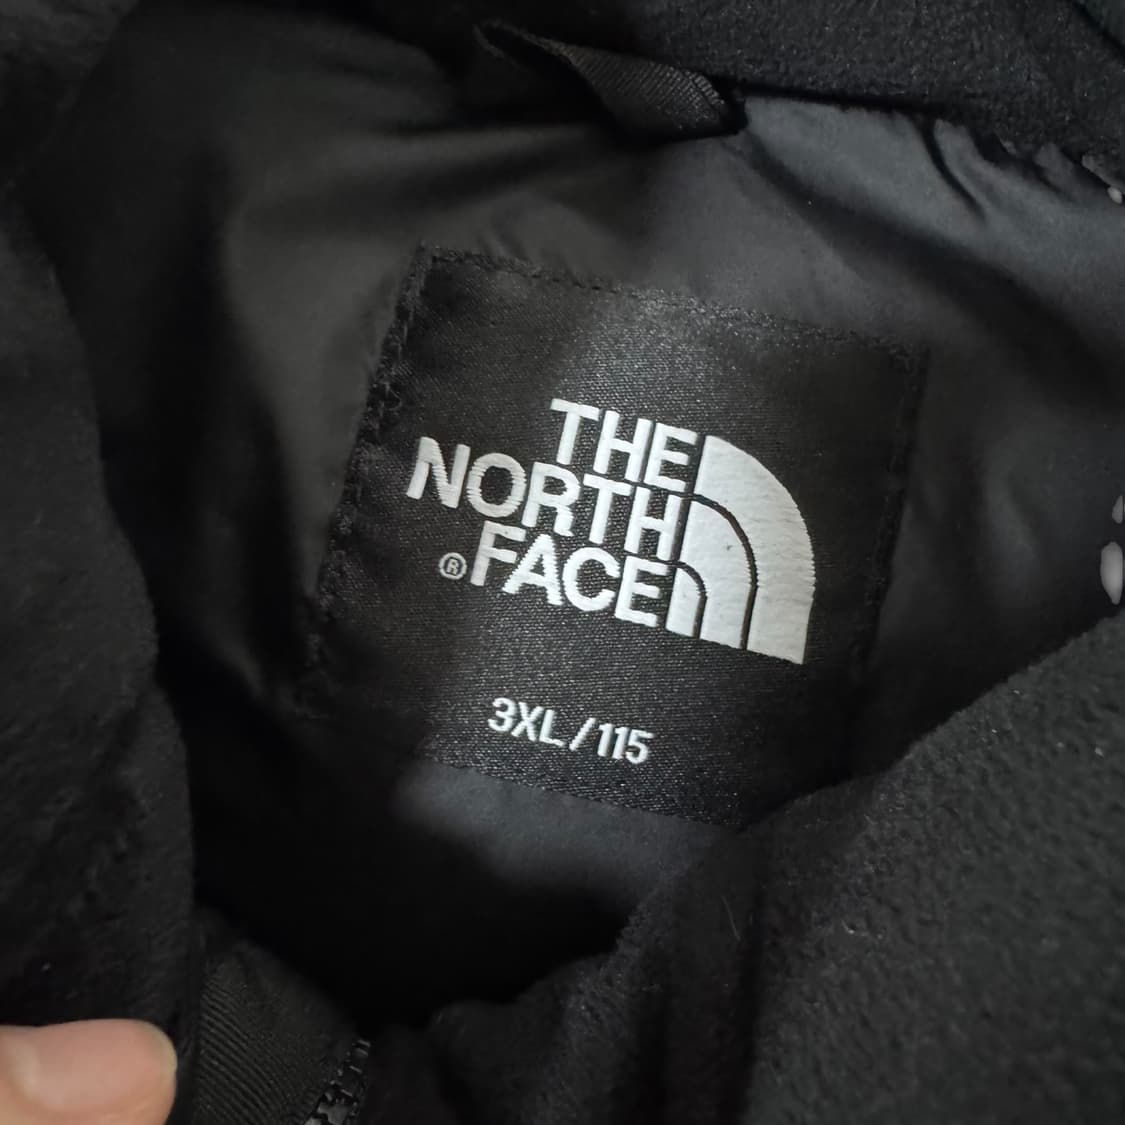 THE
NORTH
® FACE
3XL/115